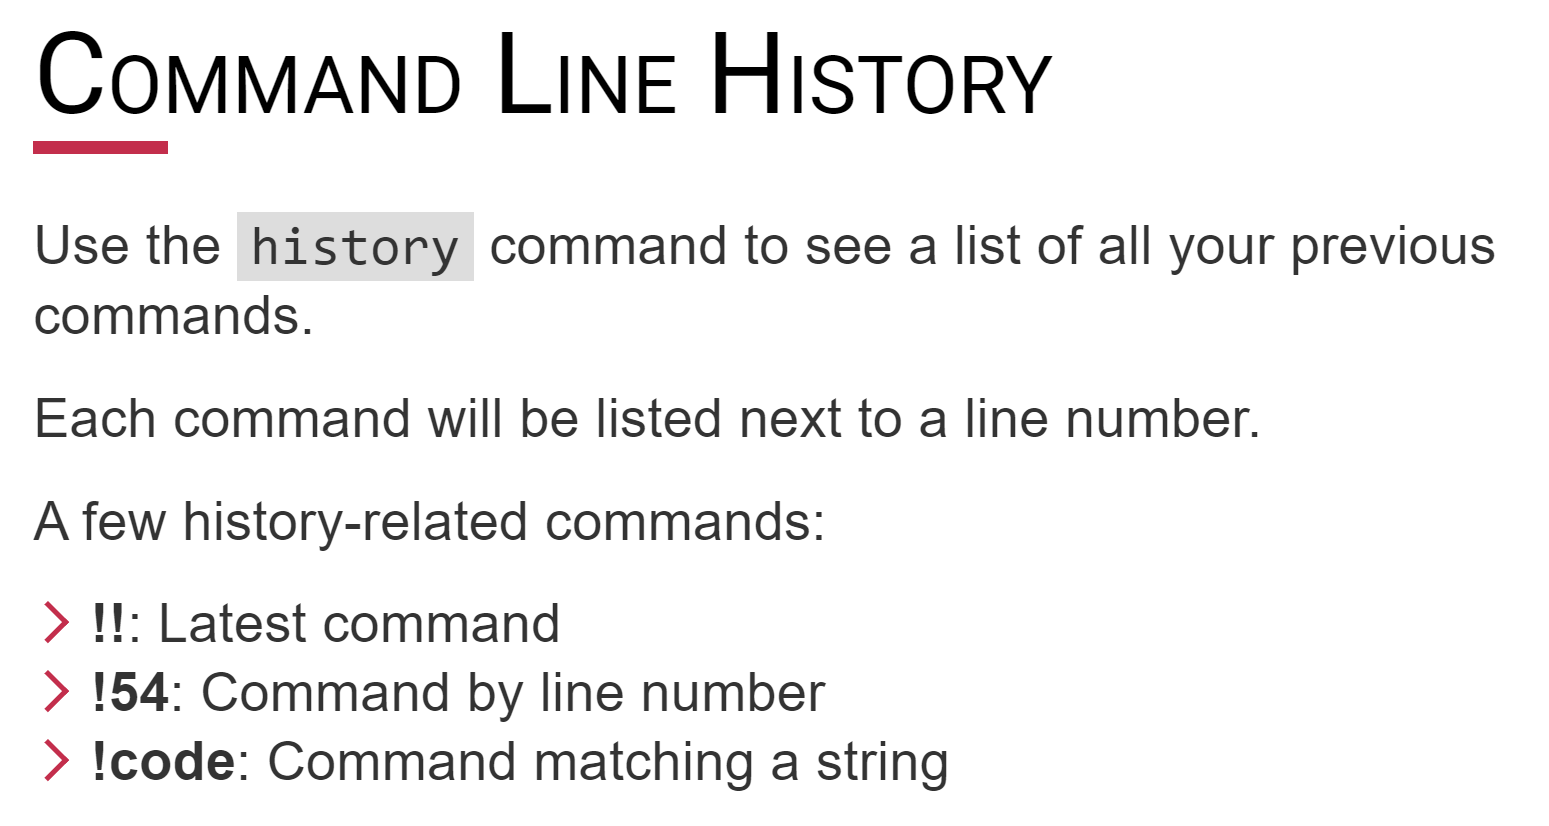 Command Line History
Use the history command to see a list of all your previous
commands.
Each command will be listed next to a line number.
A few history-related commands:
!!: Latest command
!54: Command by line number
!code: Command matching a string